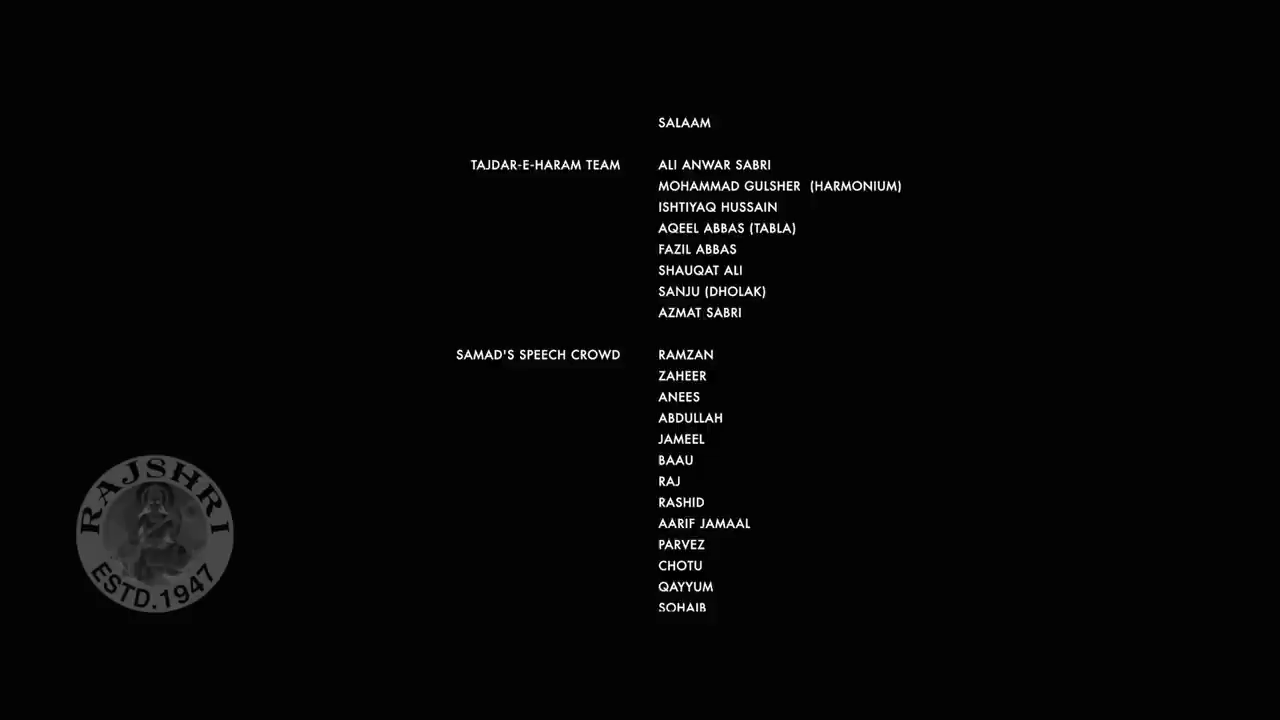 SALAAM
TAJDAR-E-HARAM TEAM ALI ANWAR SABRI
MOHAMMAD GULSHER (HARMONIUM)
ISHTIYAQ HUSSAIN
AQEEL ABBAS (TABLA)
FAZIL ABBAS
SHAUQAT ALI
SANJU (DHOLAK)
AZMAT SABRI
SAMAD'S SPEECH CROWD RAMZAN
ZAHEER
ANEES
ABDULLAH
JAMEEL
BAAU
RAJ
RASHID
AARIF JAMAAL
PARVEZ
CHOTU
QAYYUM
SOHAIB
RAJSHRI
ESTD.1947